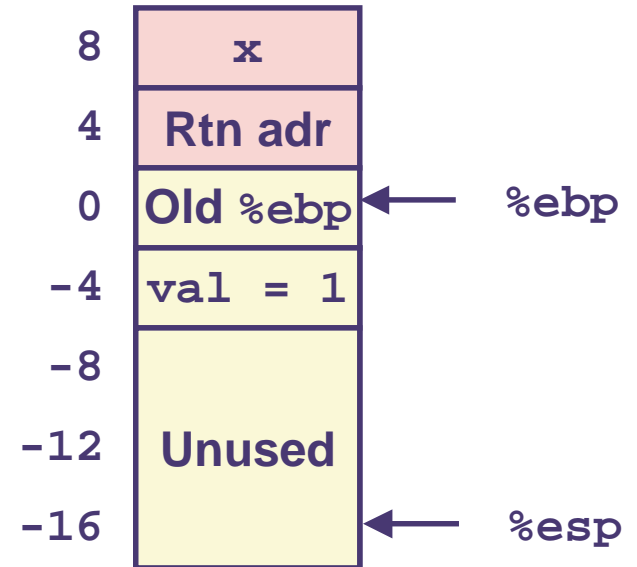 8 x
4 Rtn adr
0 Old %ebp %ebp
-4 val = 1
-8
-12 Unused
-16 %esp